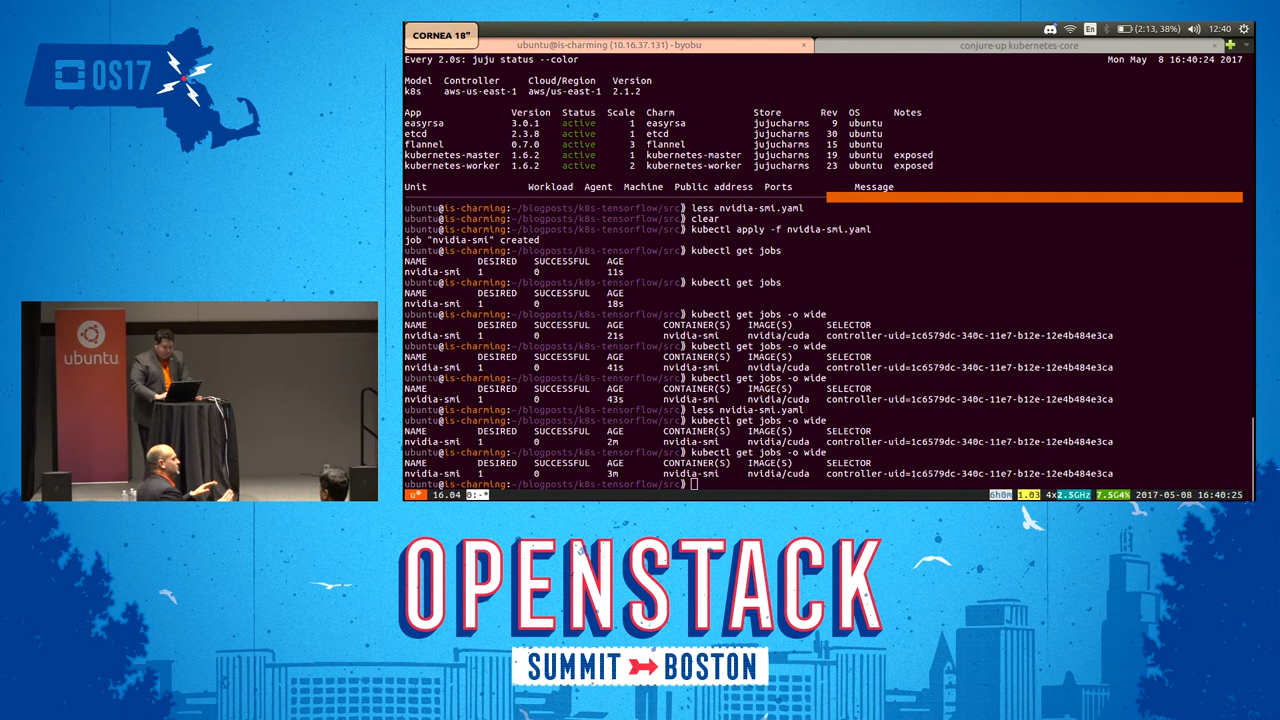 OS17
CORNEA 18"
En (2:13, 38%) 12:40
ubuntu@is-charming (10.16.37.131) - byobu × conjure-up kubernetes-core ×
Every 2.0s: juju status --color Mon May 8 16:40:24 2017
Model Controller Cloud/Region Version
k8s aws-us-east-1 aws/us-east-1 2.1.2
App Version Status Scale Charm Store Rev OS Notes
easyrsa 3.0.1 active 1 easyrsa jujucharms 9 ubuntu
etcd 2.3.8 active 1 etcd jujucharms 30 ubuntu
flannel 0.7.0 active 3 flannel jujucharms 15 ubuntu
kubernetes-master 1.6.2 active 1 kubernetes-master jujucharms 19 ubuntu exposed
kubernetes-worker 1.6.2 active 2 kubernetes-worker jujucharms 23 ubuntu exposed
Unit Workload Agent Machine Public address Ports Message
ubuntu@is-charming:~/blogposts/k8s-tensorflow/src⟫ less nvidia-smi.yaml
ubuntu@is-charming:~/blogposts/k8s-tensorflow/src⟫ clear
ubuntu@is-charming:~/blogposts/k8s-tensorflow/src⟫ kubectl apply -f nvidia-smi.yaml
job "nvidia-smi" created
ubuntu@is-charming:~/blogposts/k8s-tensorflow/src⟫ kubectl get jobs
NAME DESIRED SUCCESSFUL AGE
nvidia-smi 1 0 11s
ubuntu@is-charming:~/blogposts/k8s-tensorflow/src⟫ kubectl get jobs
NAME DESIRED SUCCESSFUL AGE
nvidia-smi 1 0 18s
ubuntu@is-charming:~/blogposts/k8s-tensorflow/src⟫ kubectl get jobs -o wide
NAME DESIRED SUCCESSFUL AGE CONTAINER(S) IMAGE(S) SELECTOR
nvidia-smi 1 0 21s nvidia-smi nvidia/cuda controller-uid=1c6579dc-340c-11e7-b12e-12e4b484e3ca
ubuntu@is-charming:~/blogposts/k8s-tensorflow/src⟫ kubectl get jobs -o wide
NAME DESIRED SUCCESSFUL AGE CONTAINER(S) IMAGE(S) SELECTOR
nvidia-smi 1 0 41s nvidia-smi nvidia/cuda controller-uid=1c6579dc-340c-11e7-b12e-12e4b484e3ca
ubuntu@is-charming:~/blogposts/k8s-tensorflow/src⟫ kubectl get jobs -o wide
NAME DESIRED SUCCESSFUL AGE CONTAINER(S) IMAGE(S) SELECTOR
nvidia-smi 1 0 43s nvidia-smi nvidia/cuda controller-uid=1c6579dc-340c-11e7-b12e-12e4b484e3ca
ubuntu@is-charming:~/blogposts/k8s-tensorflow/src⟫ less nvidia-smi.yaml
ubuntu@is-charming:~/blogposts/k8s-tensorflow/src⟫ kubectl get jobs -o wide
NAME DESIRED SUCCESSFUL AGE CONTAINER(S) IMAGE(S) SELECTOR
nvidia-smi 1 0 2m nvidia-smi nvidia/cuda controller-uid=1c6579dc-340c-11e7-b12e-12e4b484e3ca
ubuntu@is-charming:~/blogposts/k8s-tensorflow/src⟫ kubectl get jobs -o wide
NAME DESIRED SUCCESSFUL AGE CONTAINER(S) IMAGE(S) SELECTOR
nvidia-smi 1 0 3m nvidia-smi nvidia/cuda controller-uid=1c6579dc-340c-11e7-b12e-12e4b484e3ca
ubuntu@is-charming:~/blogposts/k8s-tensorflow/src⟫
u* 16.04 0:-* 6h0m 1.03 4x2.5GHz 7.5G4% 2017-05-08 16:40:25
ubuntu
OPENSTACK
SUMMIT BOSTON